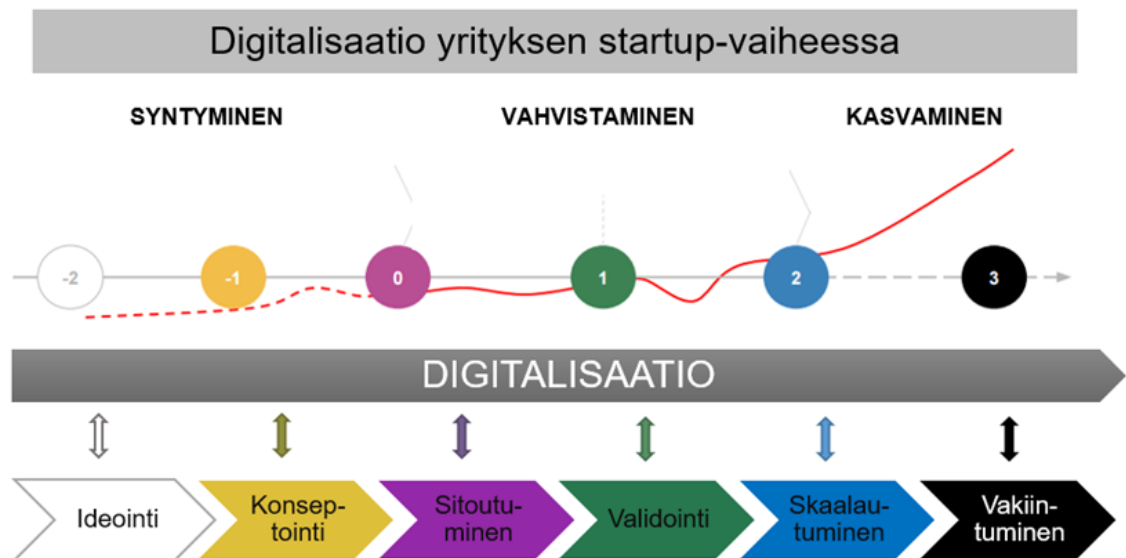 Digitalisaatio yrityksen startup-vaiheessa
SYNTYMINEN VAHVISTAMINEN KASVAMINEN
-2 -1 0 1 2 3
DIGITALISAATIO
Ideointi
Konsep-
tointi
Sitoutu-
minen
Validointi
Skaalau-
tuminen
Vakiin-
tuminen